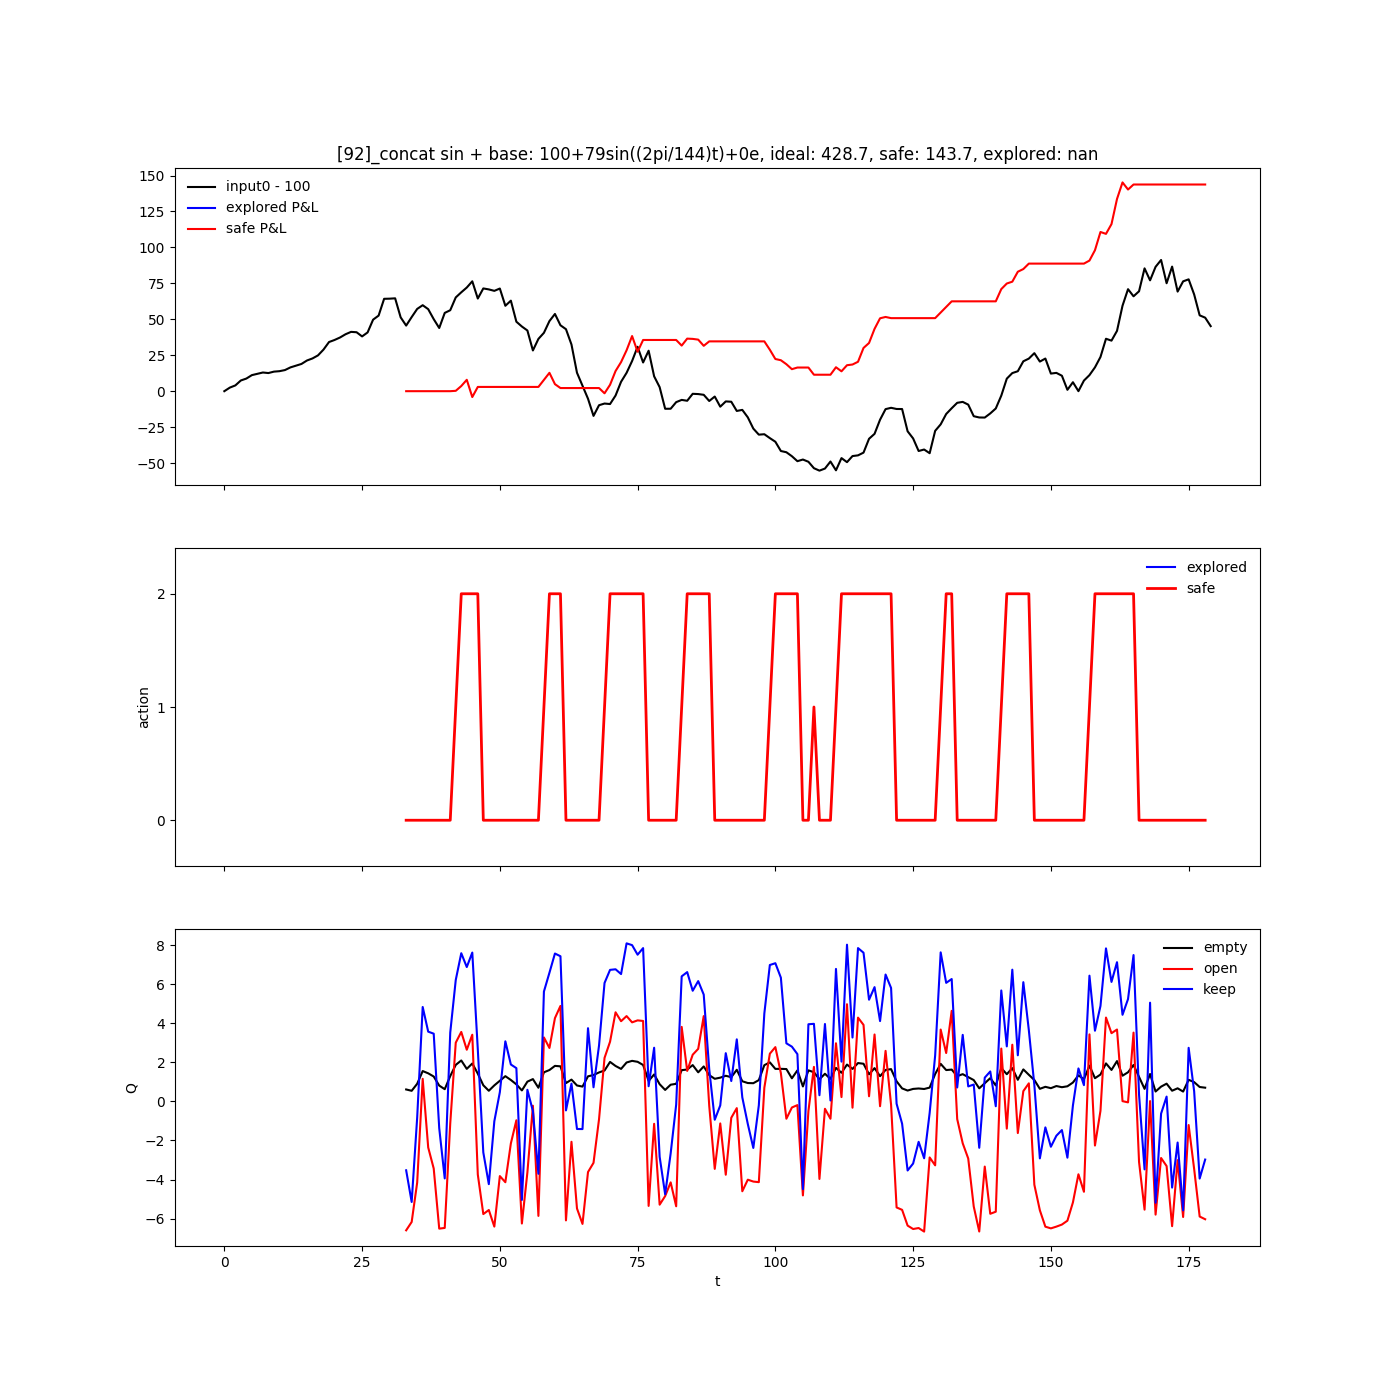 [92]_concat sin + base: 100+79sin((2pi/144)t)+0e, ideal: 428.7, safe: 143.7, explored: nan
150
125
100
75
50
25
0
−25
−50
input0 - 100
explored P&L
safe P&L
action
2
1
0
explored
safe
Q
8
6
4
2
0
−2
−4
−6
empty
open
keep
0 25 50 75 100 125 150 175
t